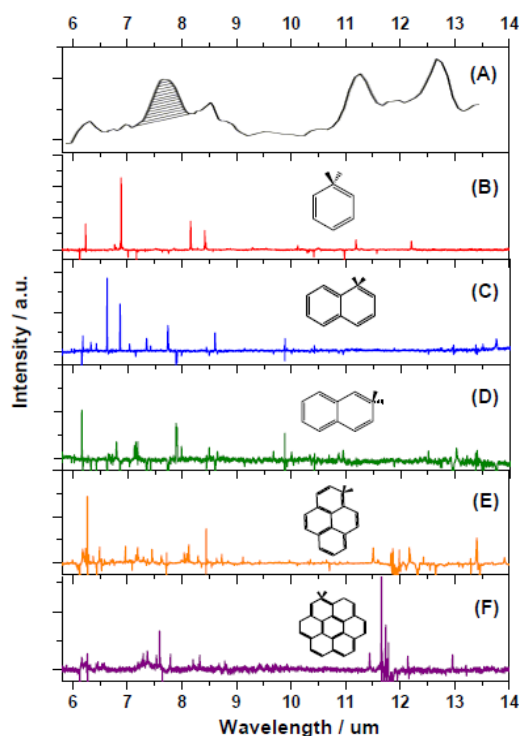 6 7 8 9 10 11 12 13 14
(A)
(B)
(C)
(D)
(E)
(F)
Intensity / a.u.
6 7 8 9 10 11 12 13 14
Wavelength / um